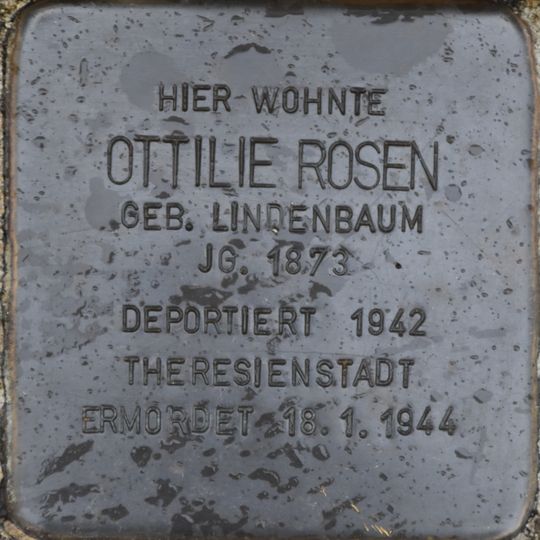 HIER WOHNTE
OTTILIE ROSEN
GEB. LINDENBAUM
JG. 1873
DEPORTIERT 1942
THERESIENSTADT
ERMORDET 18.1.1944